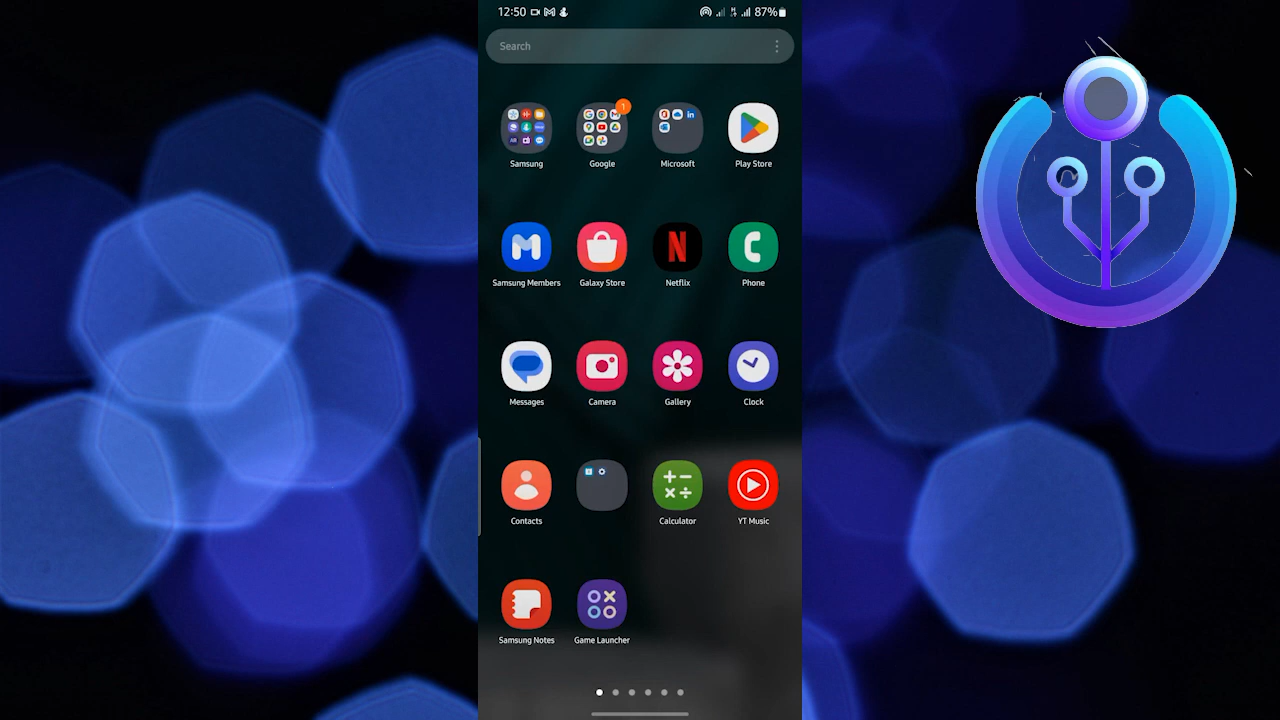 12:50
87%
Search
1
Samsung
Google
Microsoft
Play Store
Samsung Members
Galaxy Store
Netflix
Phone
Messages
Camera
Gallery
Clock
Contacts
Calculator
YT Music
Samsung Notes
Game Launcher